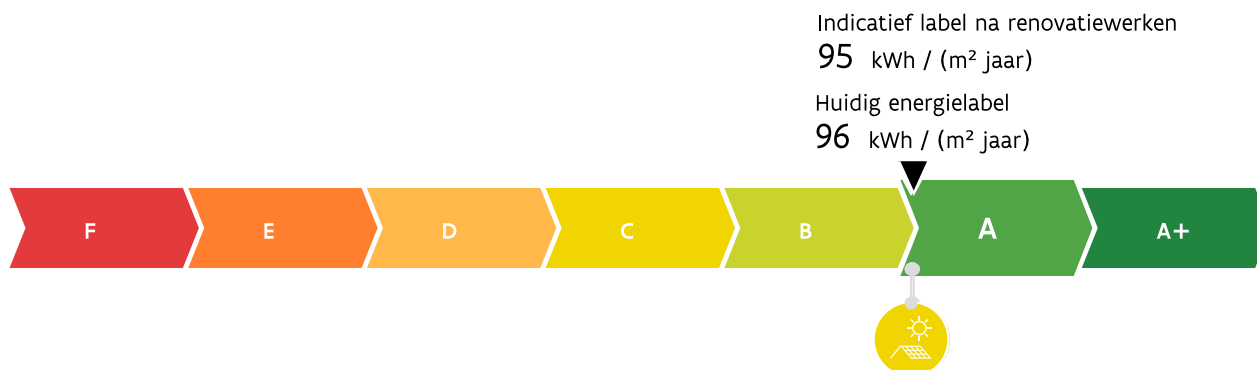 Indicatief label na renovatiewerken
95 kWh / (m² jaar)
Huidig energielabel
96 kWh / (m² jaar)
F E D C B A A+